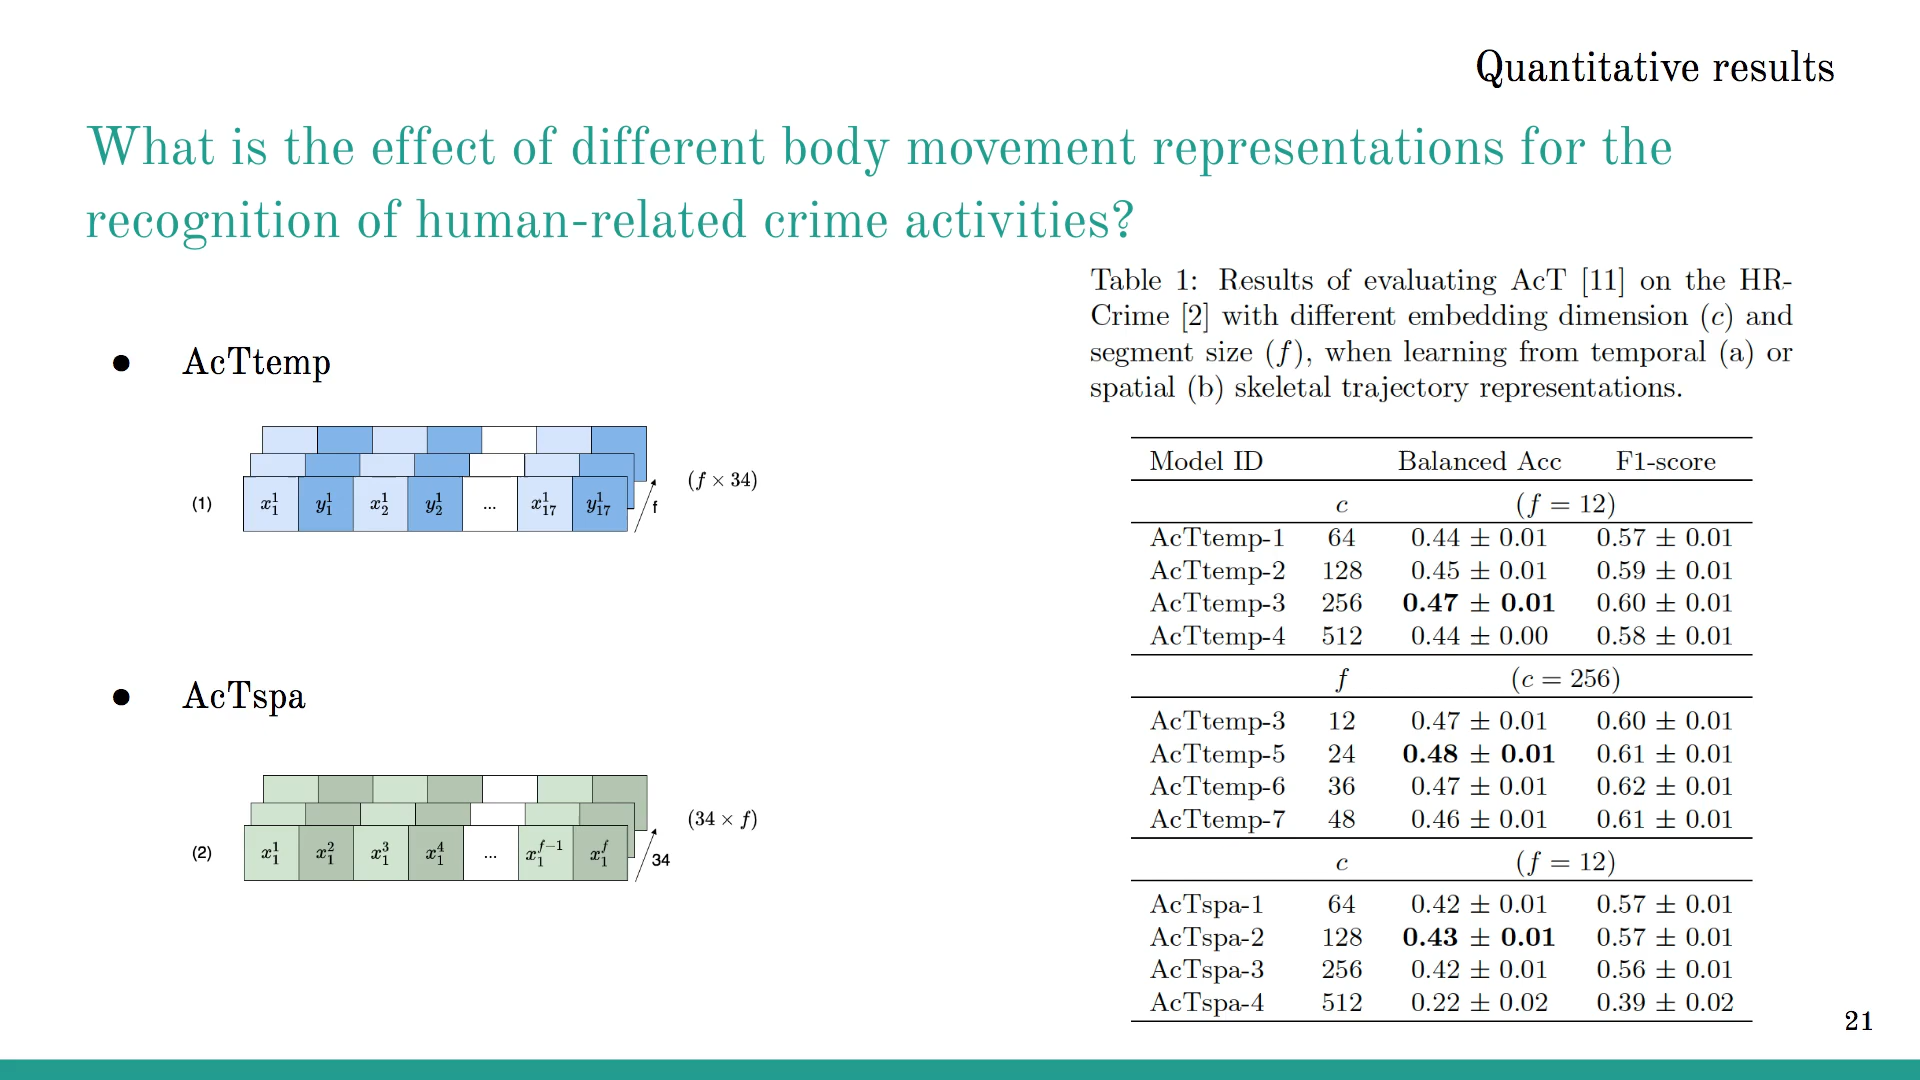 Quantitative results
What is the effect of different body movement representations for the
recognition of human-related crime activities?
● AcTtemp
(1) x₁¹ y₁¹ x₂¹ y₂¹ ... x₁₇¹ y₁₇¹ f (f × 34)
● AcTspa
(2) x₁¹ x₁² x₁³ x₁⁴ ... x₁ᶠ⁻¹ x₁ᶠ 34 (34 × f)
Table 1: Results of evaluating AcT [11] on the HR-
Crime [2] with different embedding dimension (c) and
segment size (f), when learning from temporal (a) or
spatial (b) skeletal trajectory representations.
Model ID Balanced Acc F1-score
c (f = 12)
AcTtemp-1 64 0.44 ± 0.01 0.57 ± 0.01
AcTtemp-2 128 0.45 ± 0.01 0.59 ± 0.01
AcTtemp-3 256 0.47 ± 0.01 0.60 ± 0.01
AcTtemp-4 512 0.44 ± 0.00 0.58 ± 0.01
f (c = 256)
AcTtemp-3 12 0.47 ± 0.01 0.60 ± 0.01
AcTtemp-5 24 0.48 ± 0.01 0.61 ± 0.01
AcTtemp-6 36 0.47 ± 0.01 0.62 ± 0.01
AcTtemp-7 48 0.46 ± 0.01 0.61 ± 0.01
c (f = 12)
AcTspa-1 64 0.42 ± 0.01 0.57 ± 0.01
AcTspa-2 128 0.43 ± 0.01 0.57 ± 0.01
AcTspa-3 256 0.42 ± 0.01 0.56 ± 0.01
AcTspa-4 512 0.22 ± 0.02 0.39 ± 0.02
21